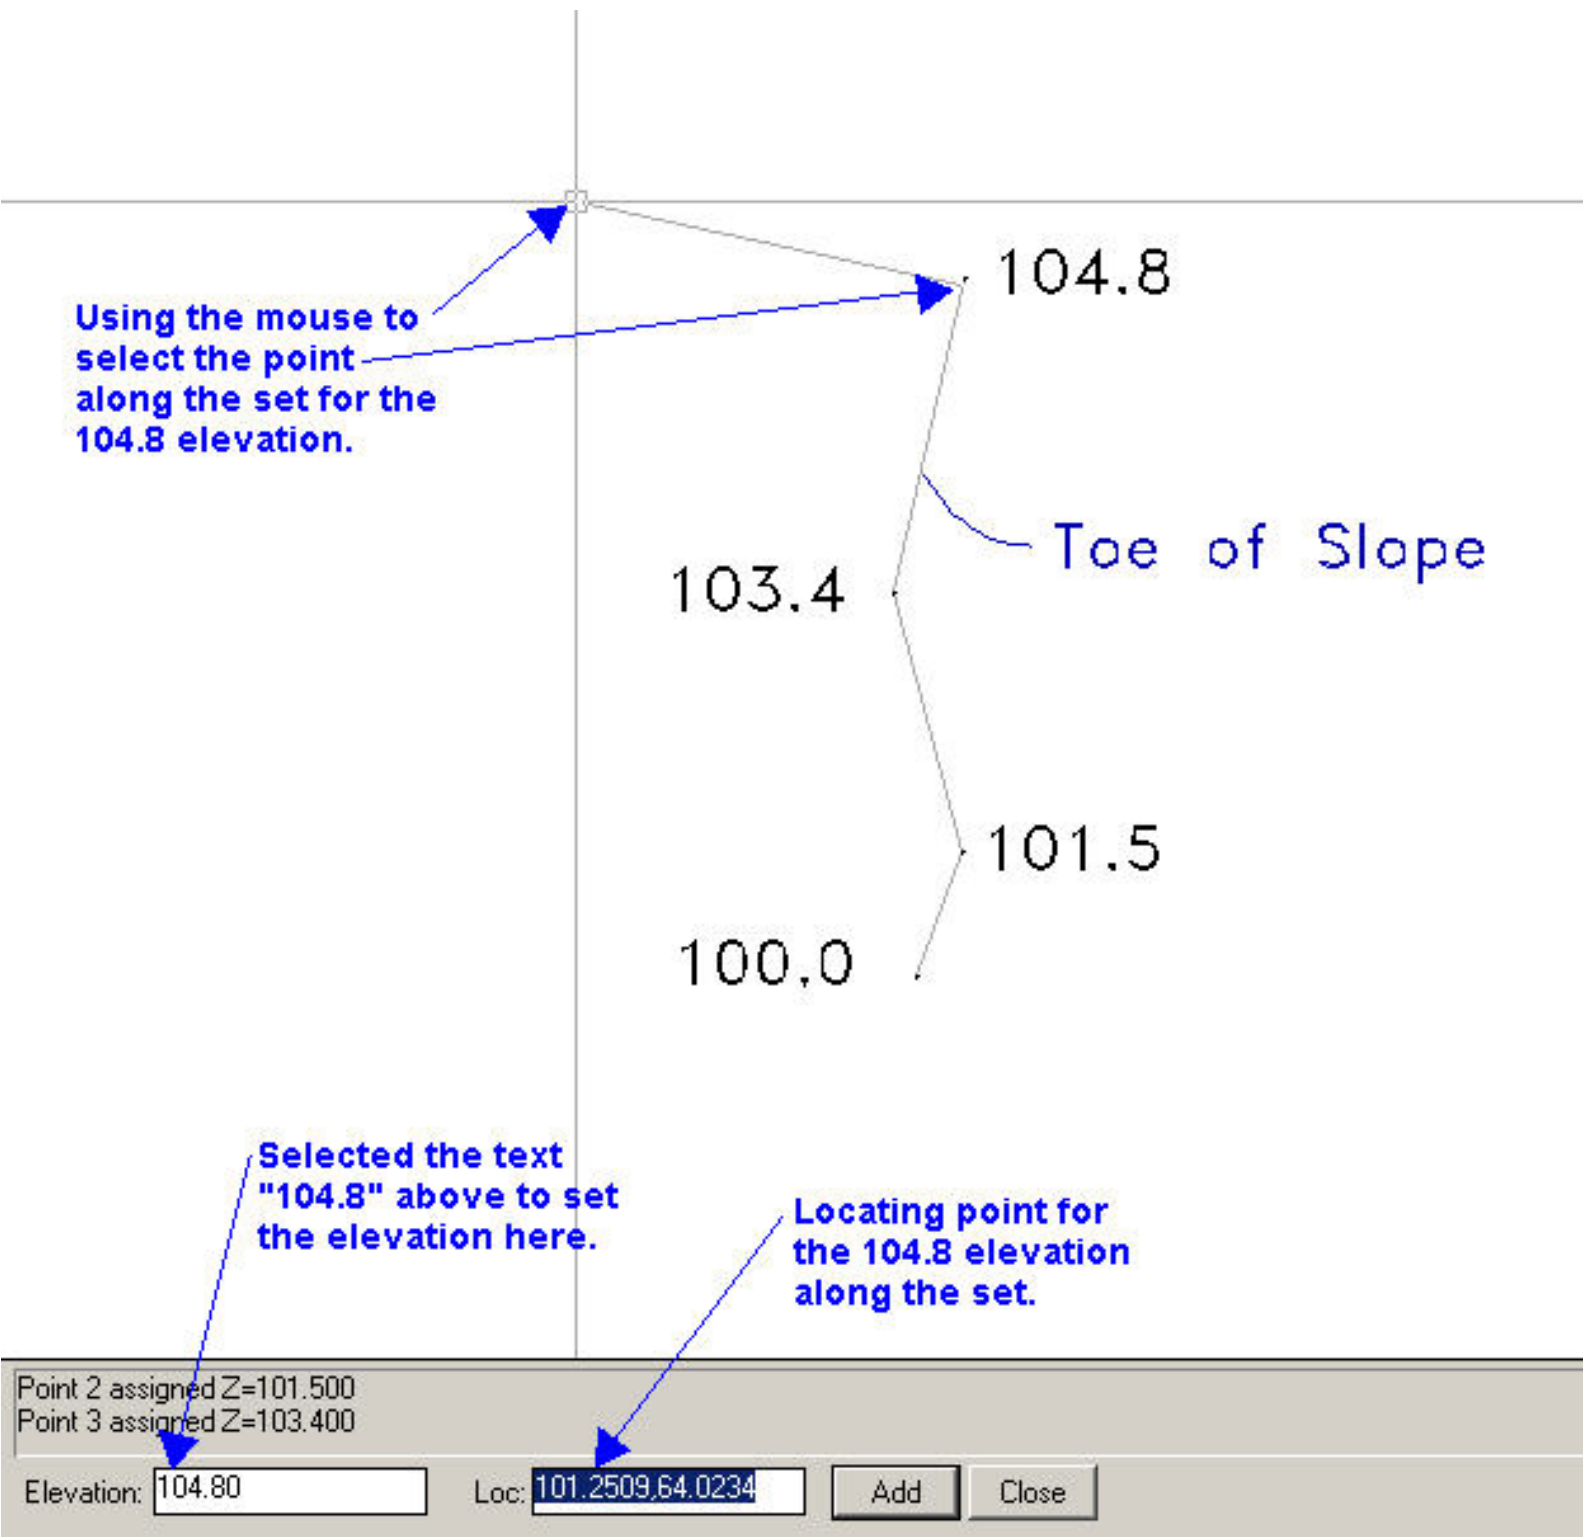 104.8
Using the mouse to
select the point
along the set for the
104.8 elevation.
Toe of Slope
103.4
101.5
100.0
Selected the text
"104.8" above to set
the elevation here.
Locating point for
the 104.8 elevation
along the set.
Point 2 assigned Z=101.500
Point 3 assigned Z=103.400
Elevation: 104.80 Loc: 101.2509,64.0234 Add Close